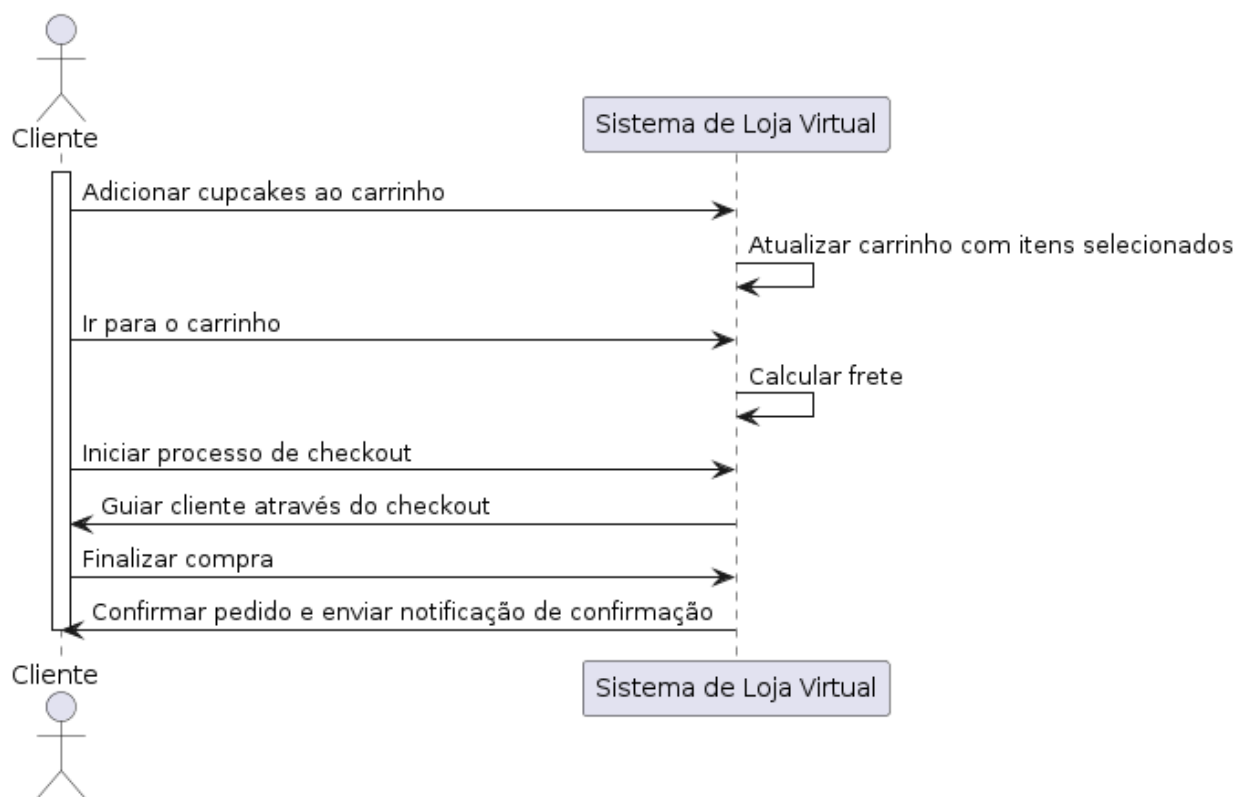 Cliente
Sistema de Loja Virtual
Adicionar cupcakes ao carrinho
Atualizar carrinho com itens selecionados
Ir para o carrinho
Calcular frete
Iniciar processo de checkout
Guiar cliente através do checkout
Finalizar compra
Confirmar pedido e enviar notificação de confirmação
Cliente
Sistema de Loja Virtual